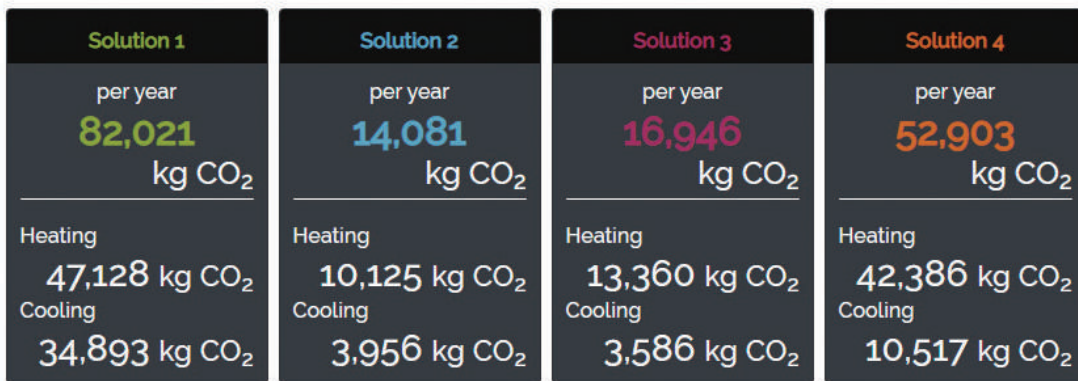 Solution 1
per year
82,021
kg CO₂
Heating
47,128 kg CO₂
Cooling
34,893 kg CO₂
Solution 2
per year
14,081
kg CO₂
Heating
10,125 kg CO₂
Cooling
3,956 kg CO₂
Solution 3
per year
16,946
kg CO₂
Heating
13,360 kg CO₂
Cooling
3,586 kg CO₂
Solution 4
per year
52,903
kg CO₂
Heating
42,386 kg CO₂
Cooling
10,517 kg CO₂